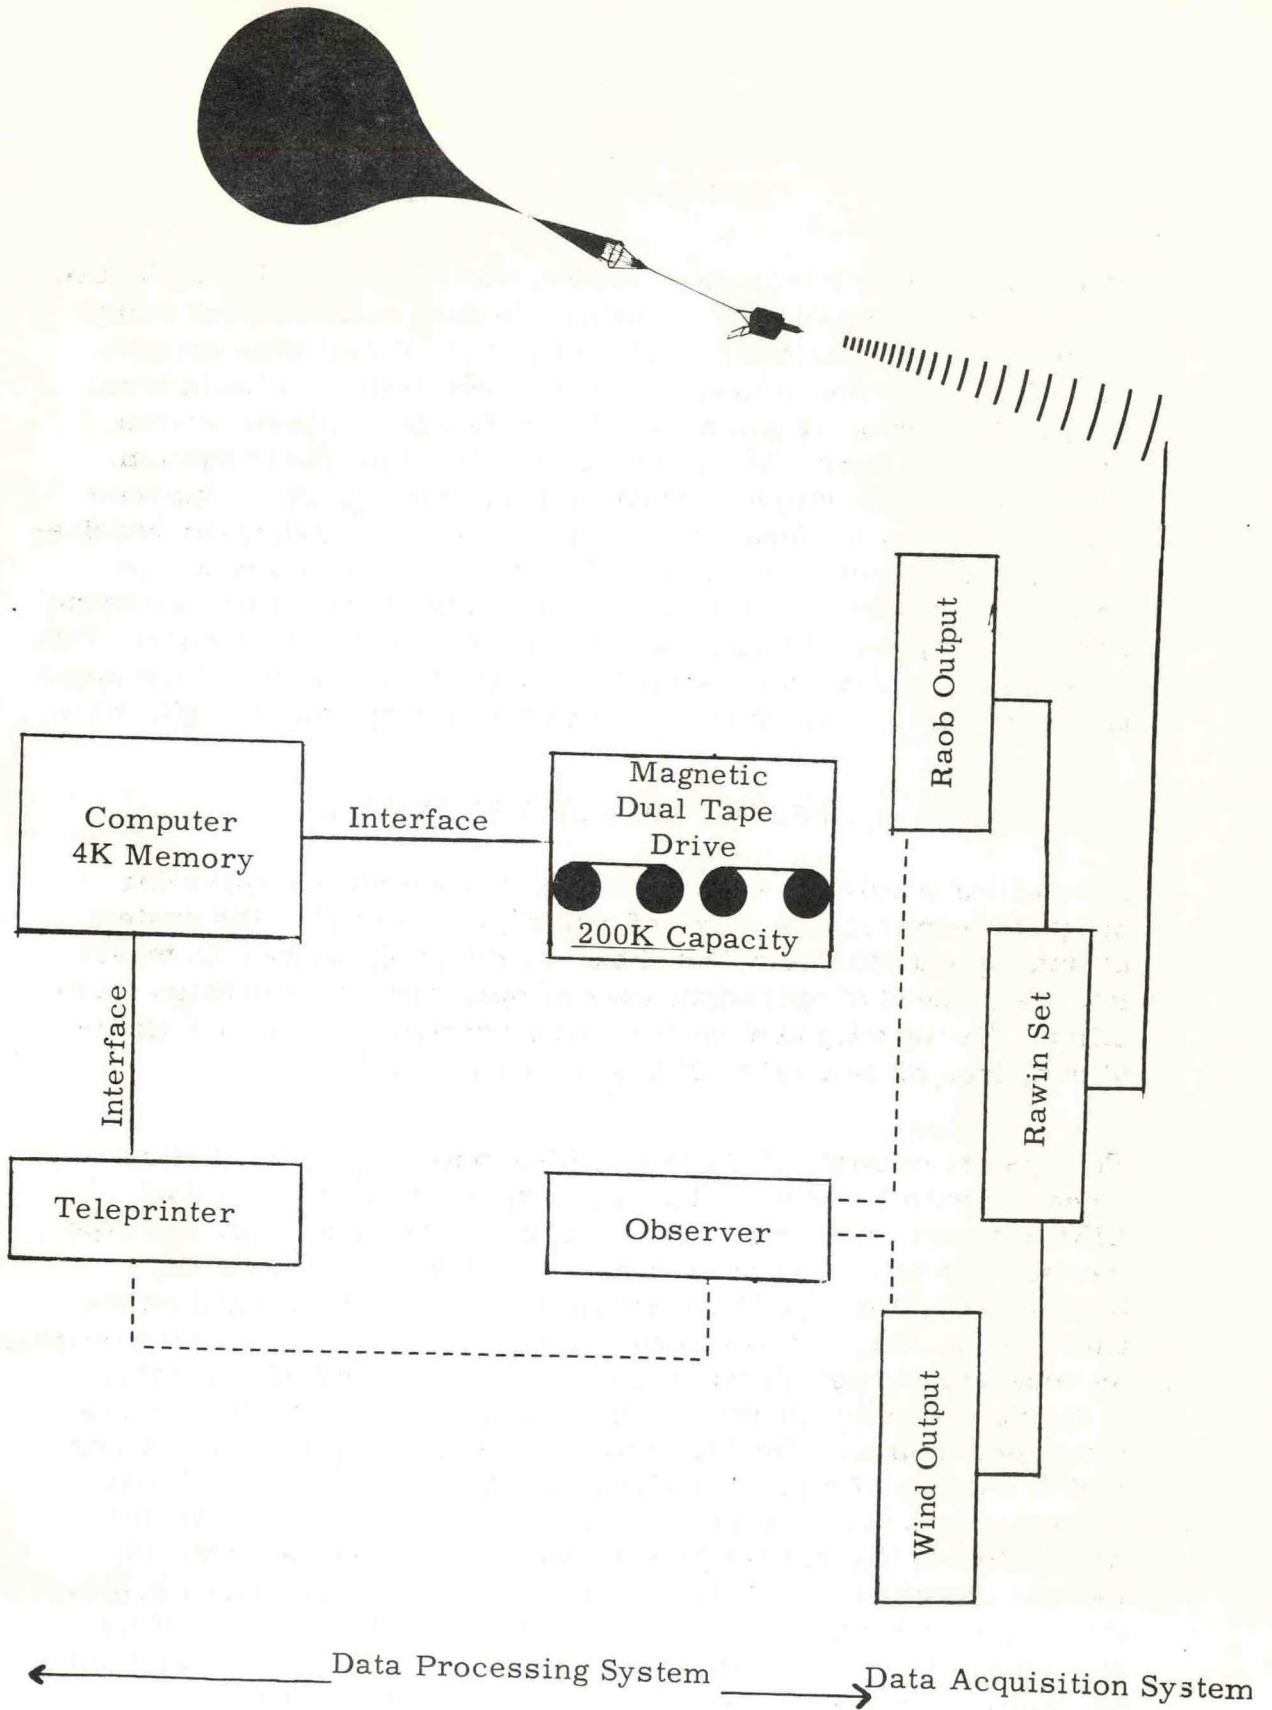 Raob Output
Computer
4K Memory
Interface
Magnetic
Dual Tape
Drive
200K Capacity
Interface
Rawin Set
Teleprinter
Observer
Wind Output
Data Processing System
Data Acquisition System